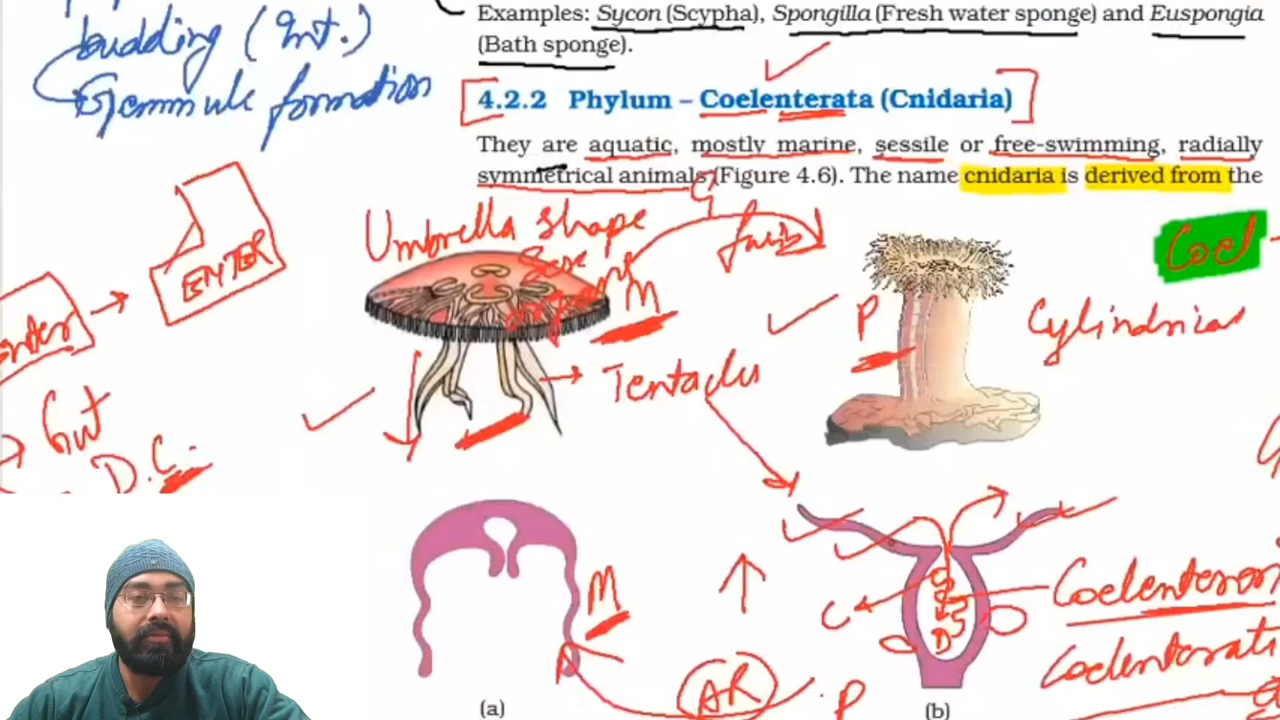 budding (Int.)
Gemmule formation
Examples: Sycon (Scypha), Spongilla (Fresh water sponge) and Euspongia
(Bath sponge).
4.2.2 Phylum – Coelenterata (Cnidaria)
They are aquatic, mostly marine, sessile or free-swimming, radially
symmetrical animals (Figure 4.6). The name cnidaria is derived from the
Umbrella shape
Sex
organs
M
P
Cylindrical
Coel
ENTER
Gut
D.C.
Tentacles
M
AR
P
C
D
Coelenteron
Coelenterata
(a)
(b)